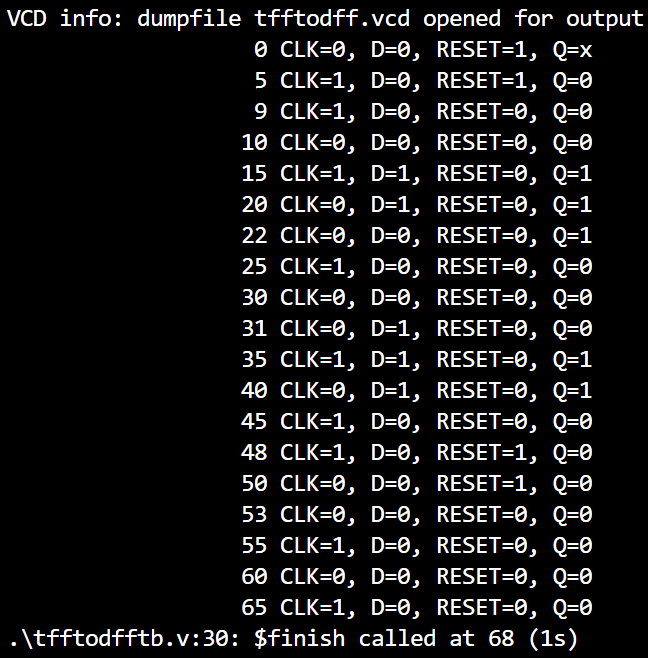 VCD info: dumpfile tfftodff.vcd opened for output
0 CLK=0, D=0, RESET=1, Q=x
5 CLK=1, D=0, RESET=1, Q=0
9 CLK=1, D=0, RESET=0, Q=0
10 CLK=0, D=0, RESET=0, Q=0
15 CLK=1, D=1, RESET=0, Q=1
20 CLK=0, D=1, RESET=0, Q=1
22 CLK=0, D=0, RESET=0, Q=1
25 CLK=1, D=0, RESET=0, Q=0
30 CLK=0, D=0, RESET=0, Q=0
31 CLK=0, D=1, RESET=0, Q=0
35 CLK=1, D=1, RESET=0, Q=1
40 CLK=0, D=1, RESET=0, Q=1
45 CLK=1, D=0, RESET=0, Q=0
48 CLK=1, D=0, RESET=1, Q=0
50 CLK=0, D=0, RESET=1, Q=0
53 CLK=0, D=0, RESET=0, Q=0
55 CLK=1, D=0, RESET=0, Q=0
60 CLK=0, D=0, RESET=0, Q=0
65 CLK=1, D=0, RESET=0, Q=0
.\tfftodfftb.v:30: $finish called at 68 (1s)